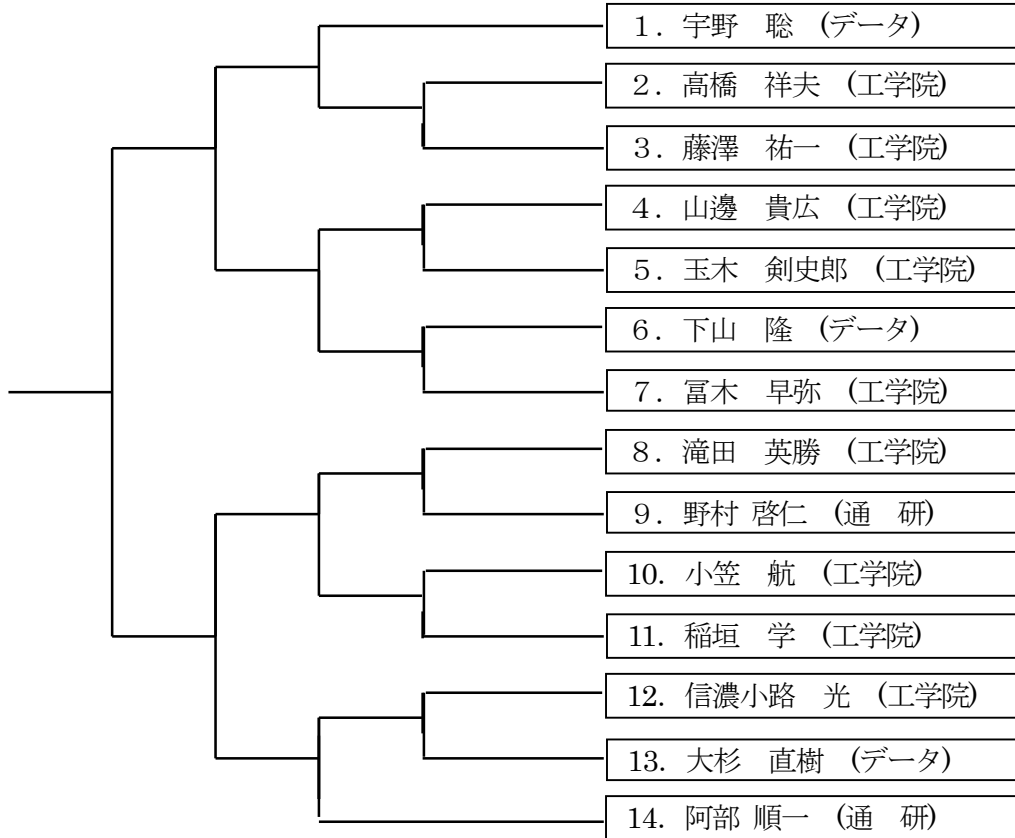 １．宇野　聡　(データ)
２．高橋　祥夫　(工学院)
３．藤澤　祐一　(工学院)
４．山邊　貴広　(工学院)
５．玉木　剣史郎　(工学院)
６．下山　隆　(データ)
７．冨木　早弥　(工学院)
８．滝田　英勝　(工学院)
９．野村 啓仁　(通　研)
10．小笠　航　(工学院)
11．稲垣　学　(工学院)
12．信濃小路　光　(工学院)
13．大杉　直樹　(データ)
14．阿部 順一　(通　研)